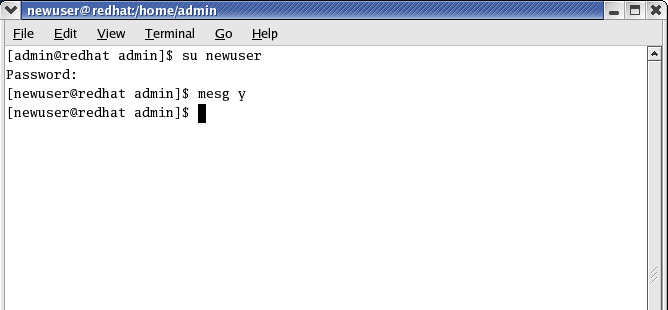 newuser@redhat:/home/admin
File Edit View Terminal Go Help
[admin@redhat admin]$ su newuser
Password:
[newuser@redhat admin]$ mesg y
[newuser@redhat admin]$